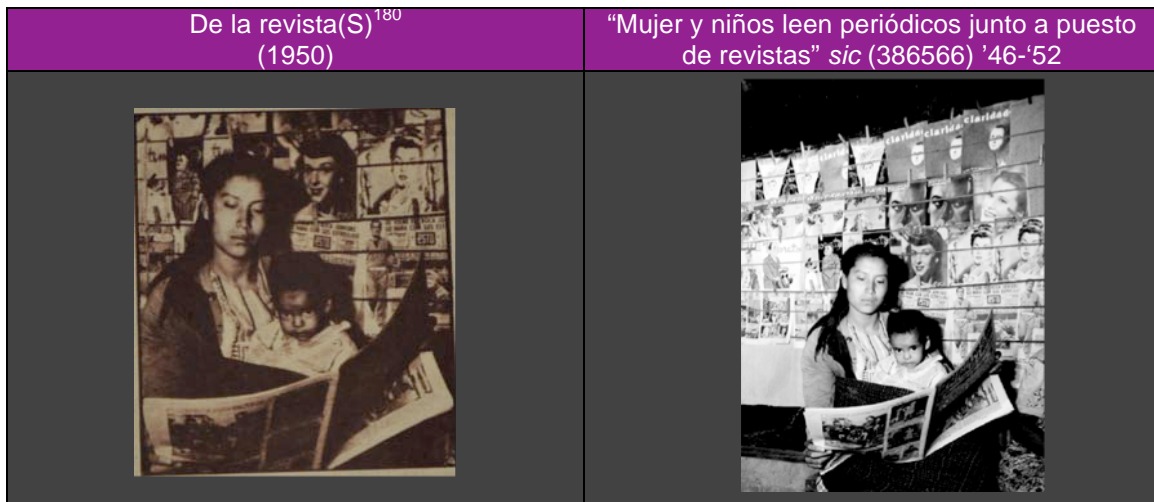 De la revista(S)180
(1950)
“Mujer y niños leen periódicos junto a puesto
de revistas” sic (386566) ’46-‘52
claridad
claridad
claridad
ESTO